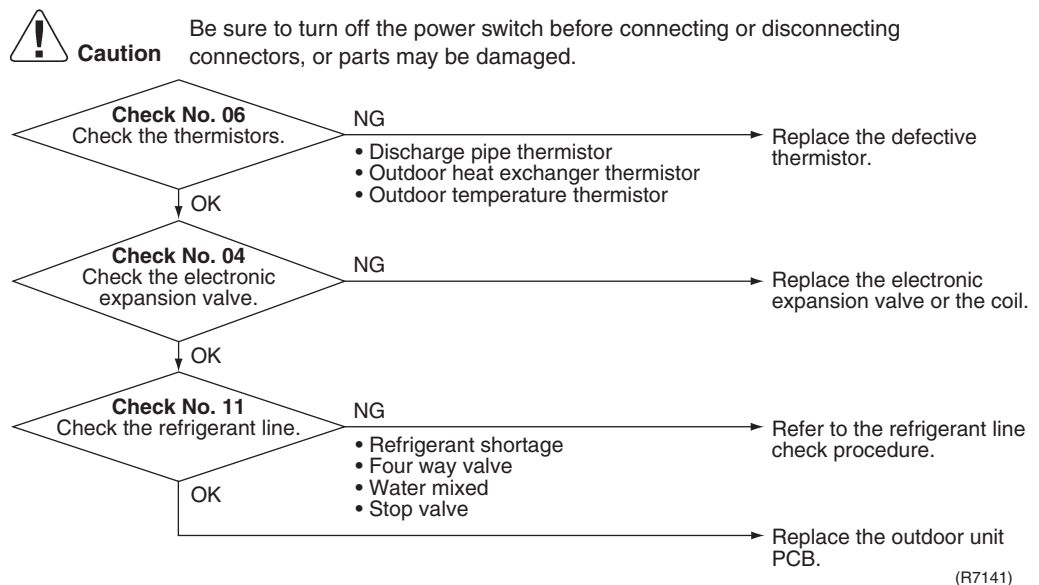 Be sure to turn off the power switch before connecting or disconnecting
Caution connectors, or parts may be damaged.
Check No. 06
Check the thermistors.
NG
• Discharge pipe thermistor
• Outdoor heat exchanger thermistor
• Outdoor temperature thermistor
Replace the defective
thermistor.
OK
Check No. 04
Check the electronic
expansion valve.
NG
Replace the electronic
expansion valve or the coil.
OK
Check No. 11
Check the refrigerant line.
NG
• Refrigerant shortage
• Four way valve
• Water mixed
• Stop valve
Refer to the refrigerant line
check procedure.
OK
Replace the outdoor unit
PCB.
(R7141)